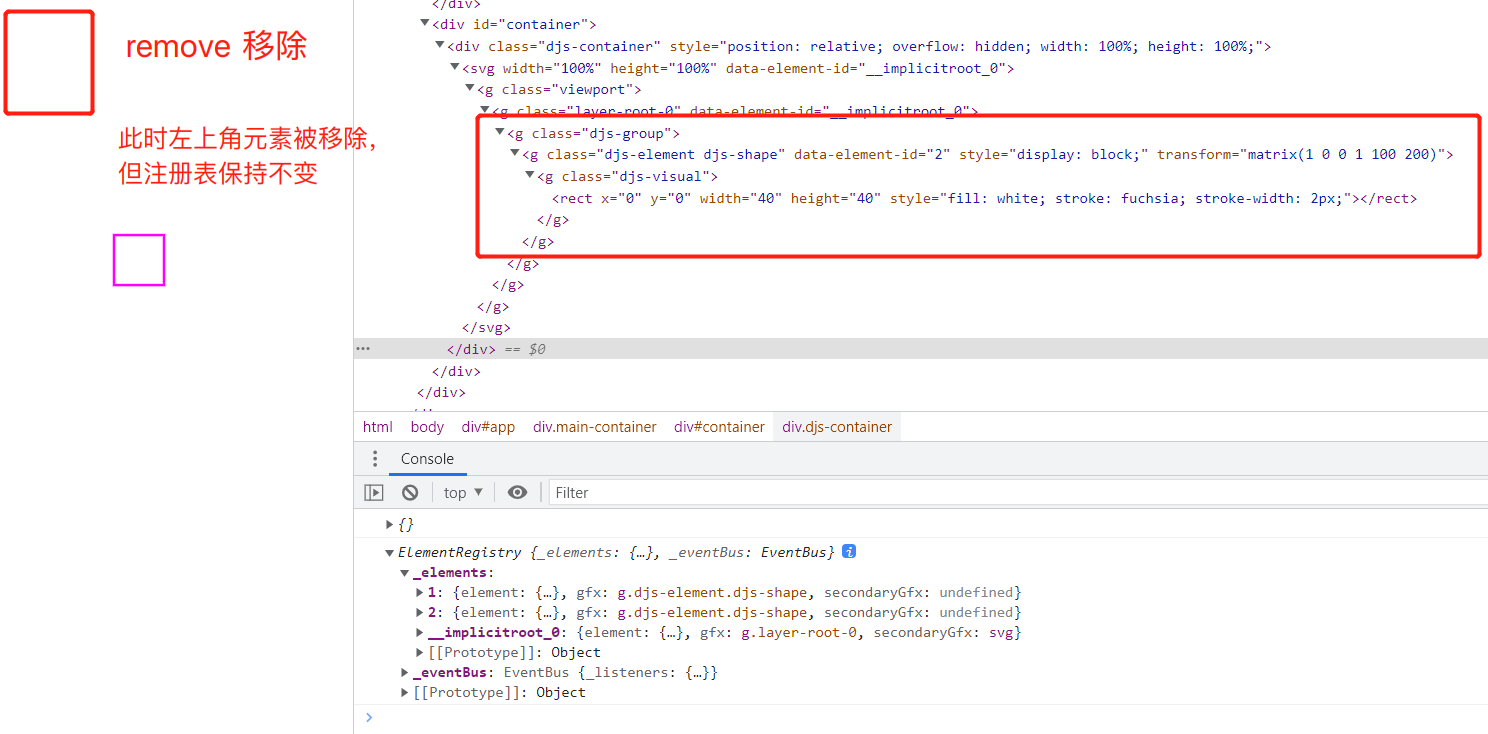 remove 移除
此时左上角元素被移除，
但注册表保持不变
</div>
▼<div id="container">
▼<div class="djs-container" style="position: relative; overflow: hidden; width: 100%; height: 100%;">
▼<svg width="100%" height="100%" data-element-id="__implicitroot_0">
▼<g class="viewport">
▼<g class="layer-root-0" data-element-id="__implicitroot_0">
▼<g class="djs-group">
▼<g class="djs-element djs-shape" data-element-id="2" style="display: block;" transform="matrix(1 0 0 1 100 200)">
▼<g class="djs-visual">
<rect x="0" y="0" width="40" height="40" style="fill: white; stroke: fuchsia; stroke-width: 2px;"></rect>
</g>
</g>
</g>
</g>
</g>
</svg>
… </div> == $0
</div>
</div>
html body div#app div.main-container div#container div.djs-container
Console
top ▼ Filter
▶{}
▼ElementRegistry {_elements: {…}, _eventBus: EventBus} i
▼_elements:
▶1: {element: {…}, gfx: g.djs-element.djs-shape, secondaryGfx: undefined}
▶2: {element: {…}, gfx: g.djs-element.djs-shape, secondaryGfx: undefined}
▶__implicitroot_0: {element: {…}, gfx: g.layer-root-0, secondaryGfx: svg}
▶[[Prototype]]: Object
▶_eventBus: EventBus {_listeners: {…}}
▶[[Prototype]]: Object
>